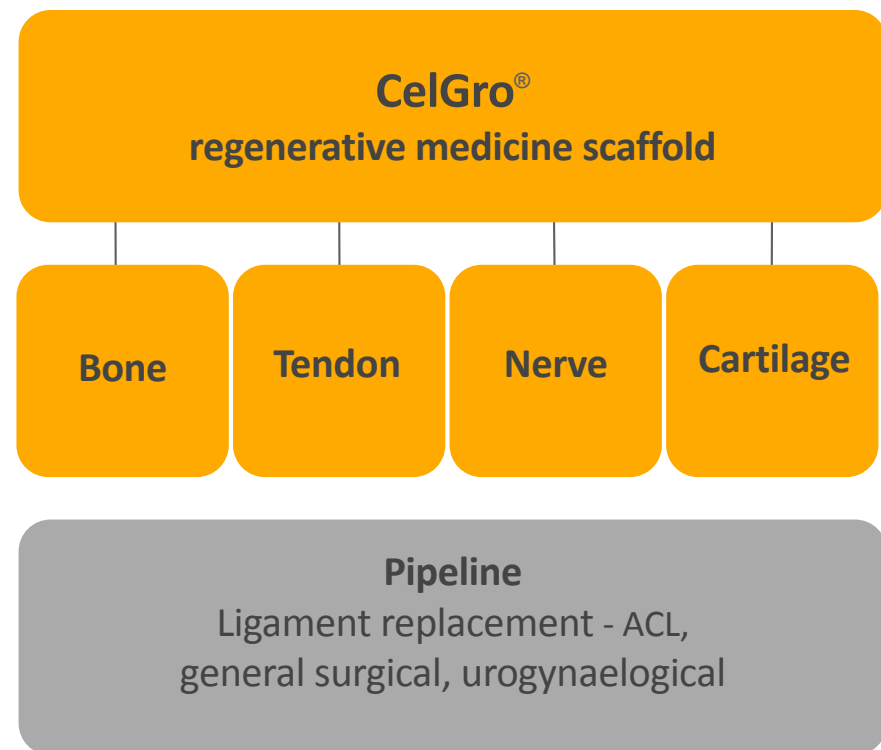 CelGro®
regenerative medicine scaffold
Bone
Tendon
Nerve
Cartilage
Pipeline
Ligament replacement - ACL,
general surgical, urogynaelogical